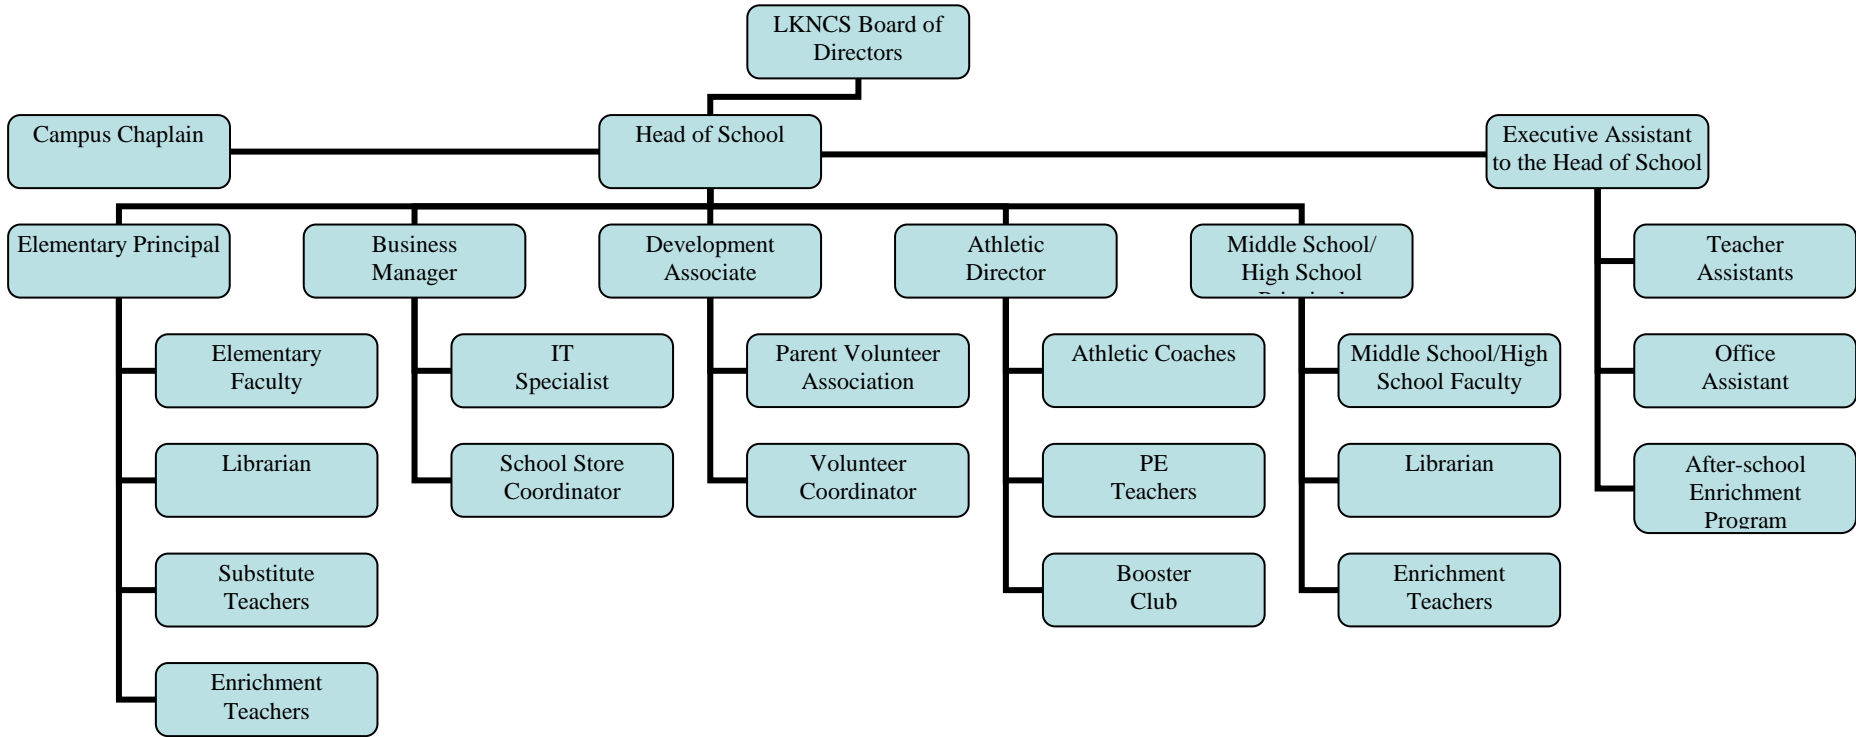 LKNCS Board of
Directors
Campus Chaplain
Head of School
Executive Assistant
to the Head of School
Elementary Principal
Business
Manager
Development
Associate
Athletic
Director
Middle School/
High School
Teacher
Assistants
Elementary
Faculty
IT
Specialist
Parent Volunteer
Association
Athletic Coaches
Middle School/High
School Faculty
Office
Assistant
Librarian
School Store
Coordinator
Volunteer
Coordinator
PE
Teachers
Librarian
After-school
Enrichment
Program
Substitute
Teachers
Booster
Club
Enrichment
Teachers
Enrichment
Teachers